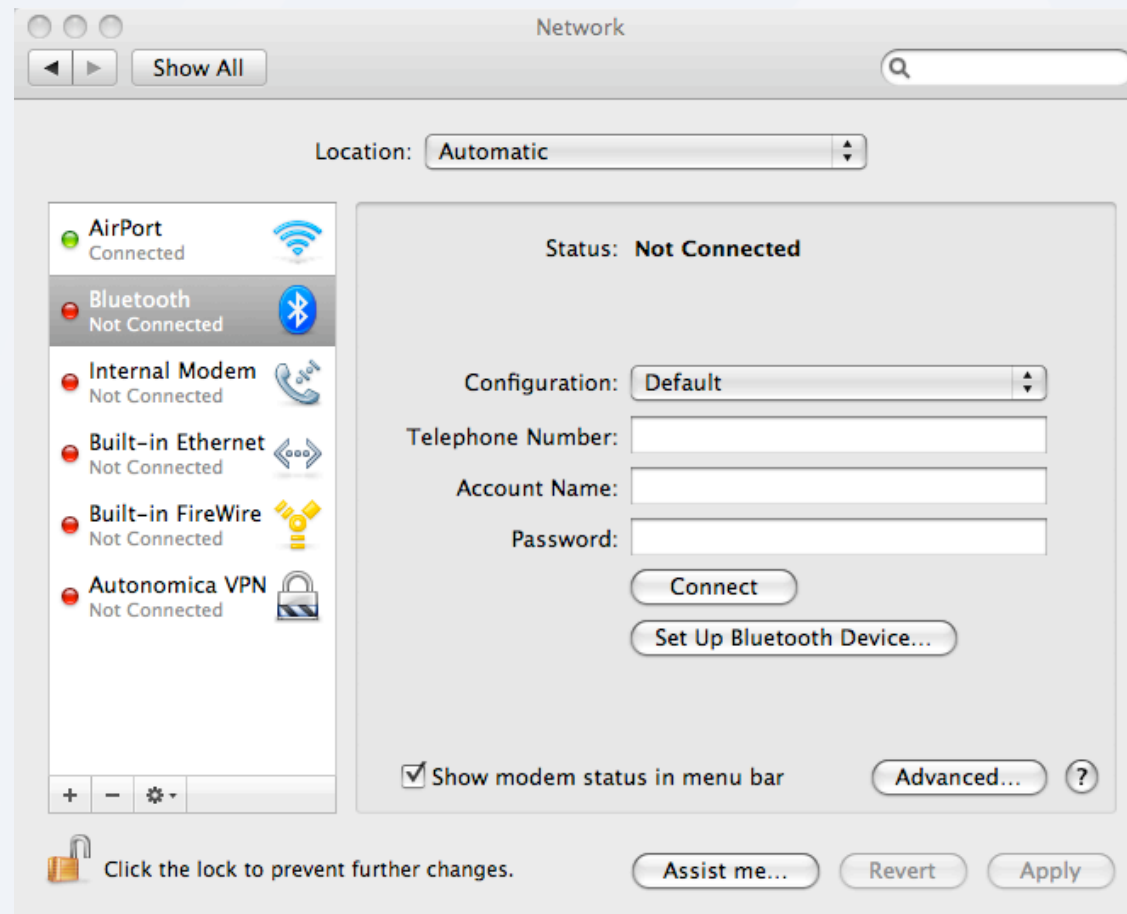 Network
Show All
Location: Automatic
AirPort
Connected
Bluetooth
Not Connected
Internal Modem
Not Connected
Built-in Ethernet
Not Connected
Built-in FireWire
Not Connected
Autonomica VPN
Not Connected
Status: Not Connected
Configuration: Default
Telephone Number:
Account Name:
Password:
Connect
Set Up Bluetooth Device...
Show modem status in menu bar
Advanced... ?
Click the lock to prevent further changes.
Assist me... Revert Apply